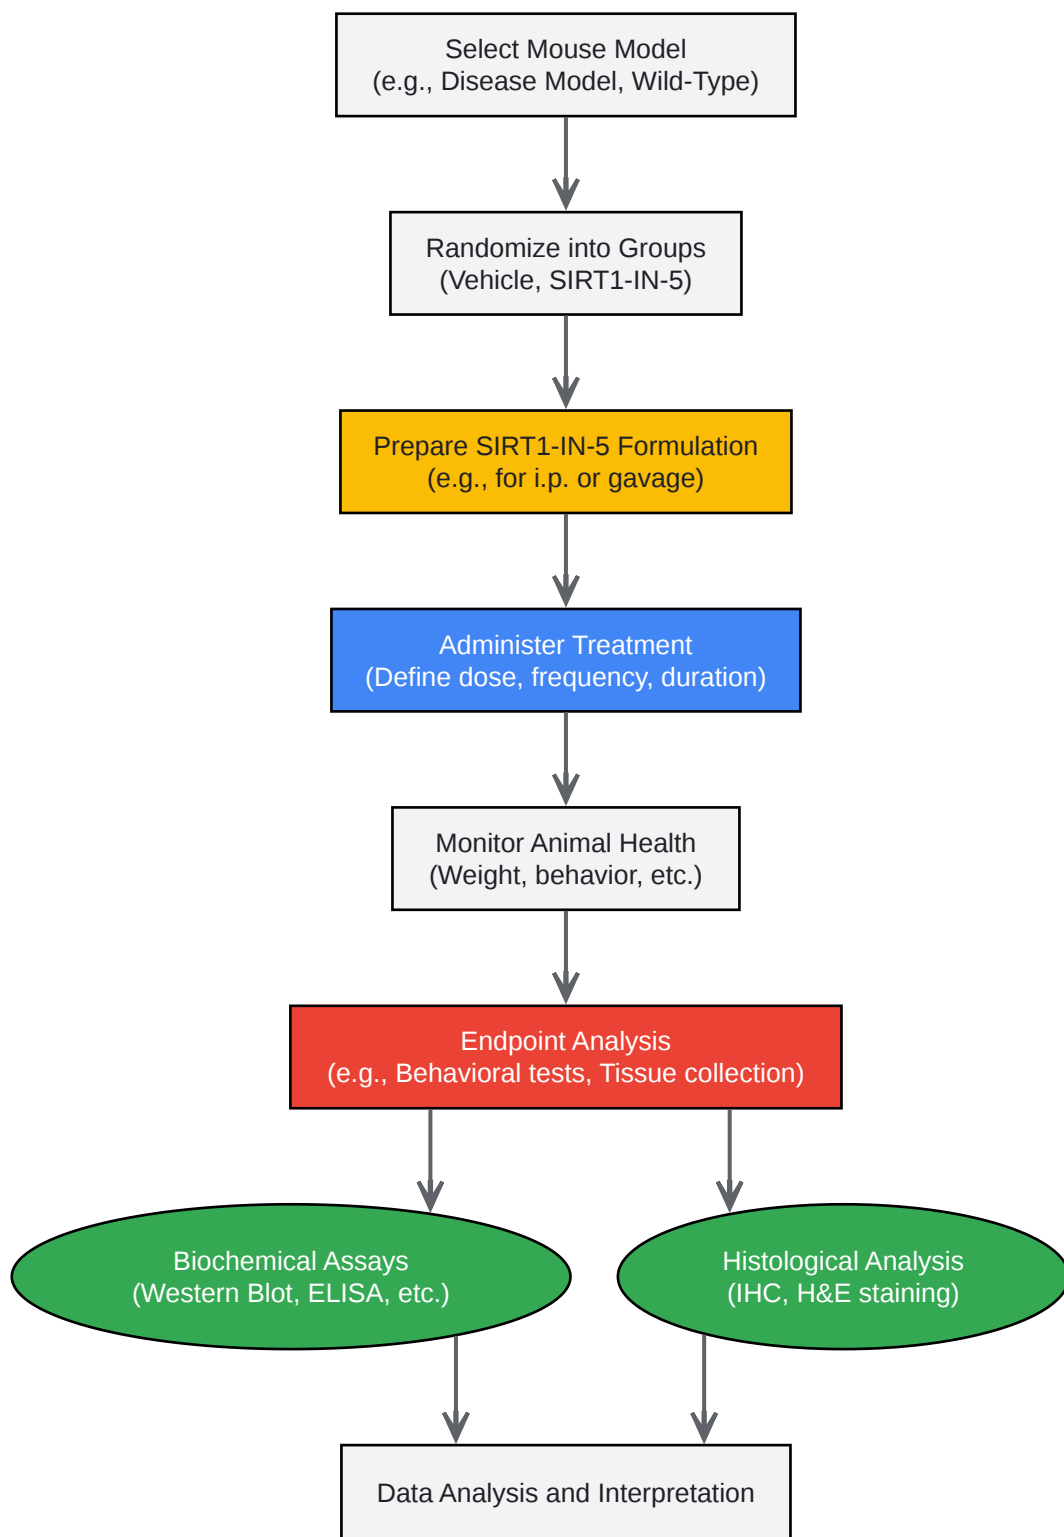 Select Mouse Model
(e.g., Disease Model, Wild-Type)
Randomize into Groups
(Vehicle, SIRT1-IN-5)
Prepare SIRT1-IN-5 Formulation
(e.g., for i.p. or gavage)
Administer Treatment
(Define dose, frequency, duration)
Monitor Animal Health
(Weight, behavior, etc.)
Endpoint Analysis
(e.g., Behavioral tests, Tissue collection)
Biochemical Assays
(Western Blot, ELISA, etc.)
Histological Analysis
(IHC, H&E staining)
Data Analysis and Interpretation